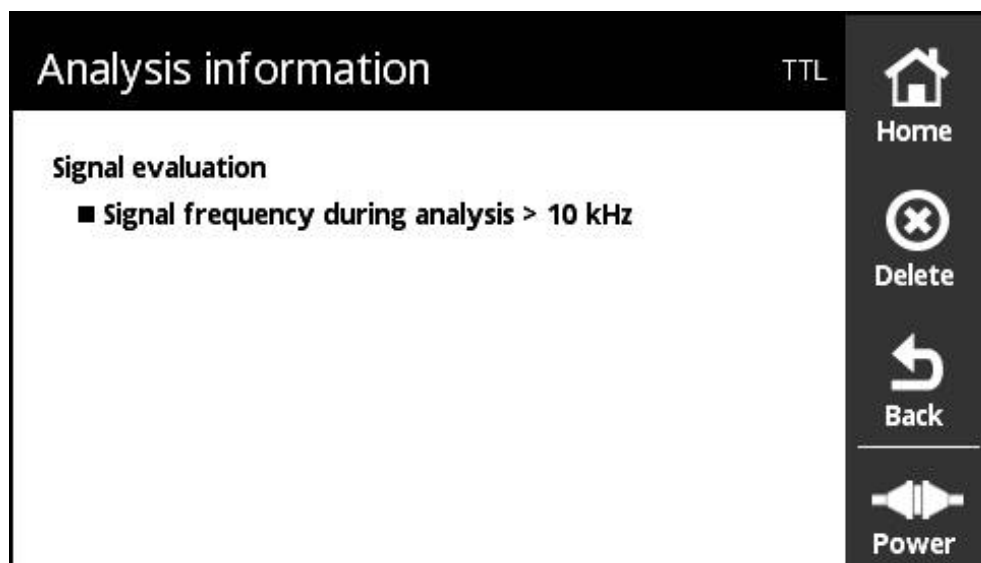 Analysis information
TTL
Signal evaluation
■ Signal frequency during analysis > 10 kHz
Home
Delete
Back
Power